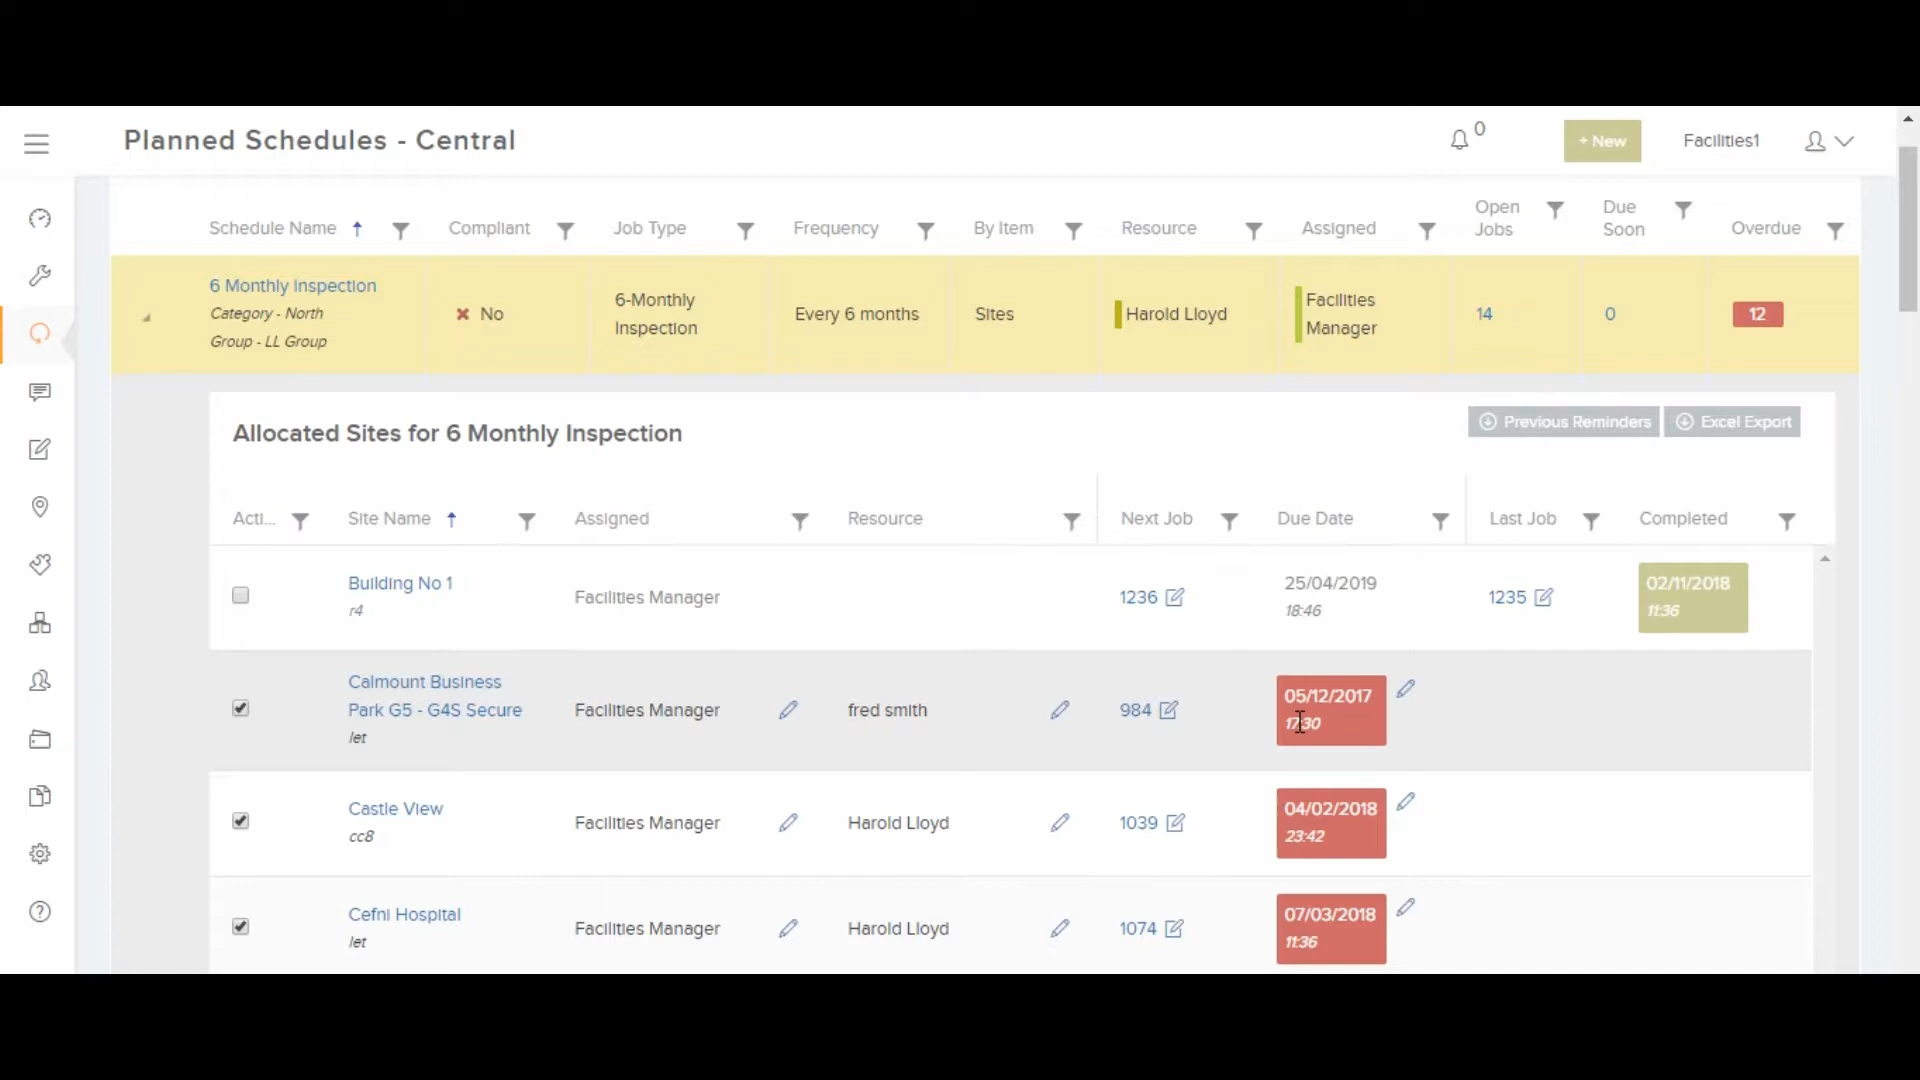 Planned Schedules - Central
0
+ New
Facilities1
Schedule Name
Compliant
Job Type
Frequency
By Item
Resource
Assigned
Open
Jobs
Due
Soon
Overdue
6 Monthly Inspection
Category - North
Group - LL Group
No
6-Monthly
Inspection
Every 6 months
Sites
Harold Lloyd
Facilities
Manager
14
0
12
Allocated Sites for 6 Monthly Inspection
Previous Reminders
Excel Export
Acti...
Site Name
Assigned
Resource
Next Job
Due Date
Last Job
Completed
Building No 1
r4
Facilities Manager
1236
25/04/2019
18:46
1235
02/11/2018
11:36
Calmount Business
Park G5 - G4S Secure
let
Facilities Manager
fred smith
984
05/12/2017
17:30
Castle View
cc8
Facilities Manager
Harold Lloyd
1039
04/02/2018
23:42
Cefni Hospital
let
Facilities Manager
Harold Lloyd
1074
07/03/2018
11:36